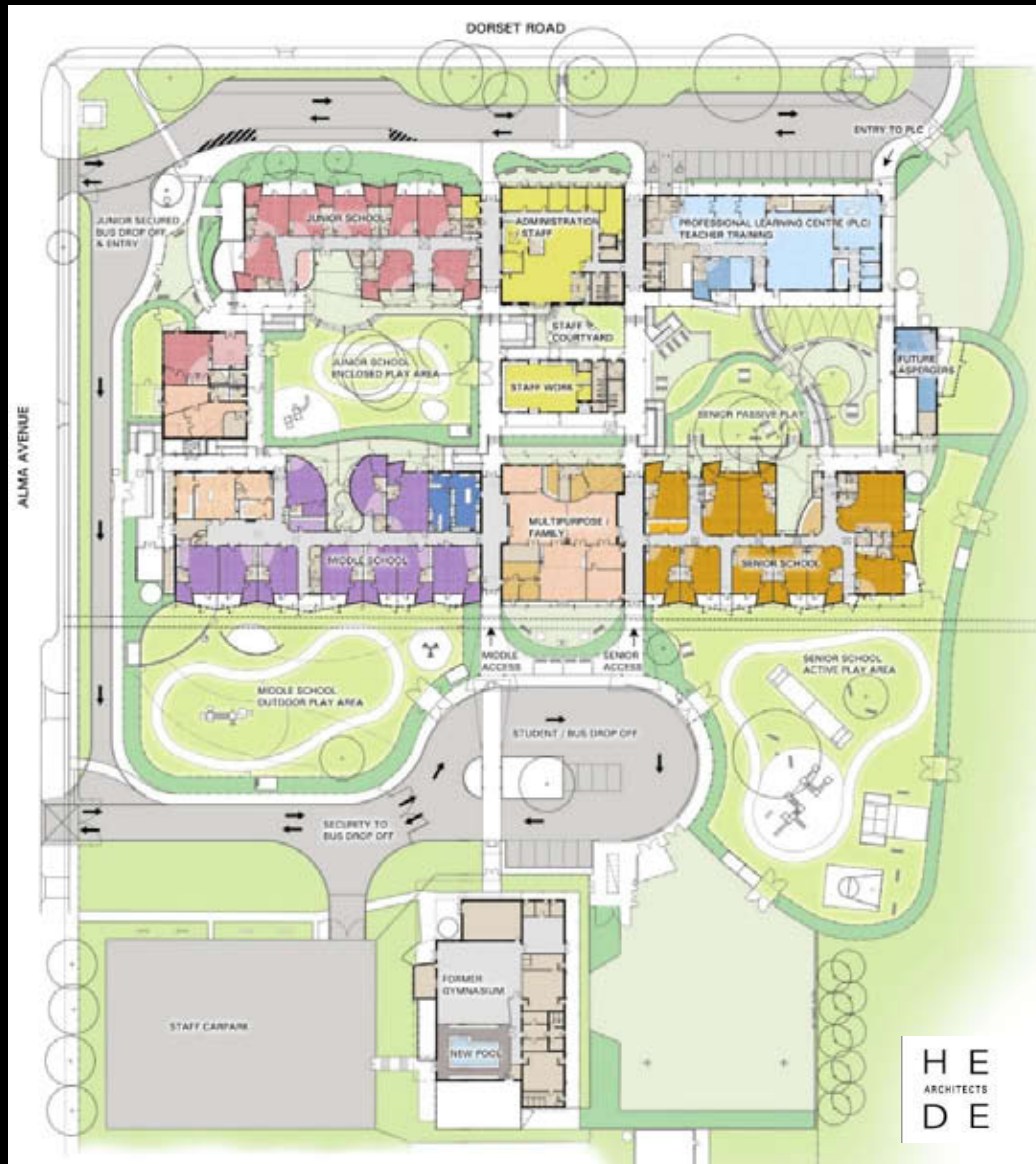 DORSET ROAD
ENTRY TO PLC
JUNIOR SECURED
BUS DROP OFF
& ENTRY
JUNIOR SCHOOL
ADMINISTRATION
/ STAFF
PROFESSIONAL LEARNING CENTRE (PLC)
TEACHER TRAINING
STAFF
COURTYARD
JUNIOR SCHOOL
ENCLOSED PLAY AREA
STAFF WORK
FUTURE
ASPERGERS
SENIOR PASSIVE PLAY
ALMA AVENUE
MULTIPURPOSE /
FAMILY
MIDDLE SCHOOL
SENIOR SCHOOL
MIDDLE
ACCESS
SENIOR
ACCESS
SENIOR SCHOOL
ACTIVE PLAY AREA
MIDDLE SCHOOL
OUTDOOR PLAY AREA
STUDENT / BUS DROP OFF
SECURITY TO
BUS DROP OFF
FORMER
GYMNASIUM
STAFF CARPARK
NEW POOL
H E
ARCHITECTS
D E